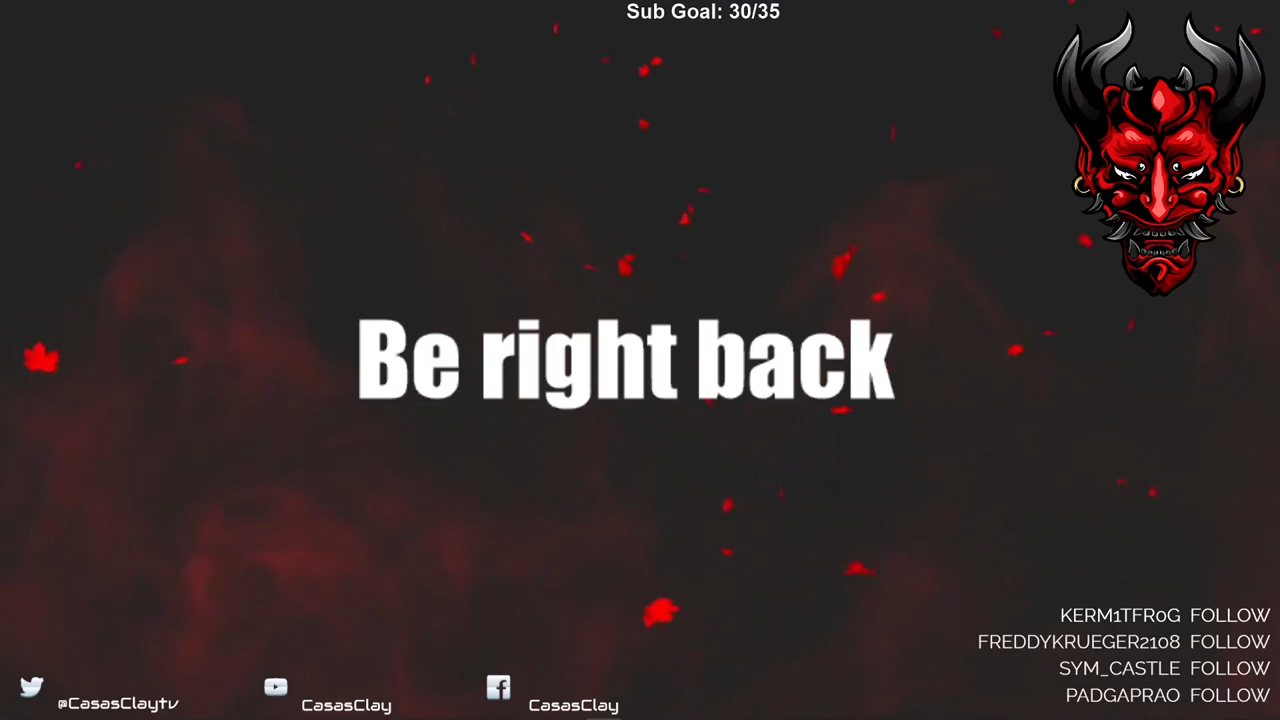 Sub Goal: 30/35
Be right back
KERM1TFR0G FOLLOW
FREDDYKRUEGER2108 FOLLOW
SYM_CASTLE FOLLOW
PADGAPRAO FOLLOW
@CasasClaytv
CasasClay
CasasClay